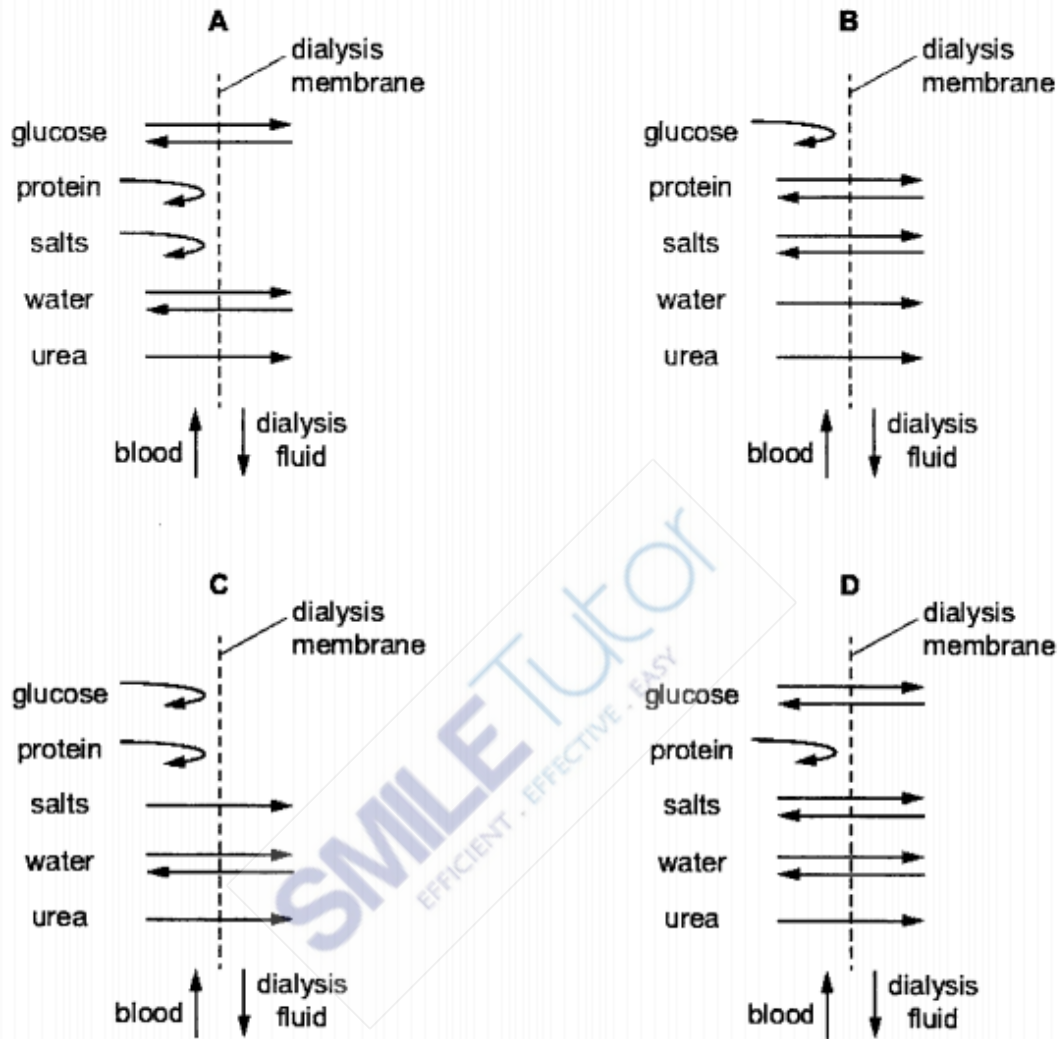 A
dialysis
membrane
glucose
protein
salts
water
urea
blood
dialysis
fluid
B
dialysis
membrane
glucose
protein
salts
water
urea
blood
dialysis
fluid
C
dialysis
membrane
glucose
protein
salts
water
urea
blood
dialysis
fluid
D
dialysis
membrane
glucose
protein
salts
water
urea
blood
dialysis
fluid
SMILE Tutor
EFFICIENT . EFFECTIVE . EASY